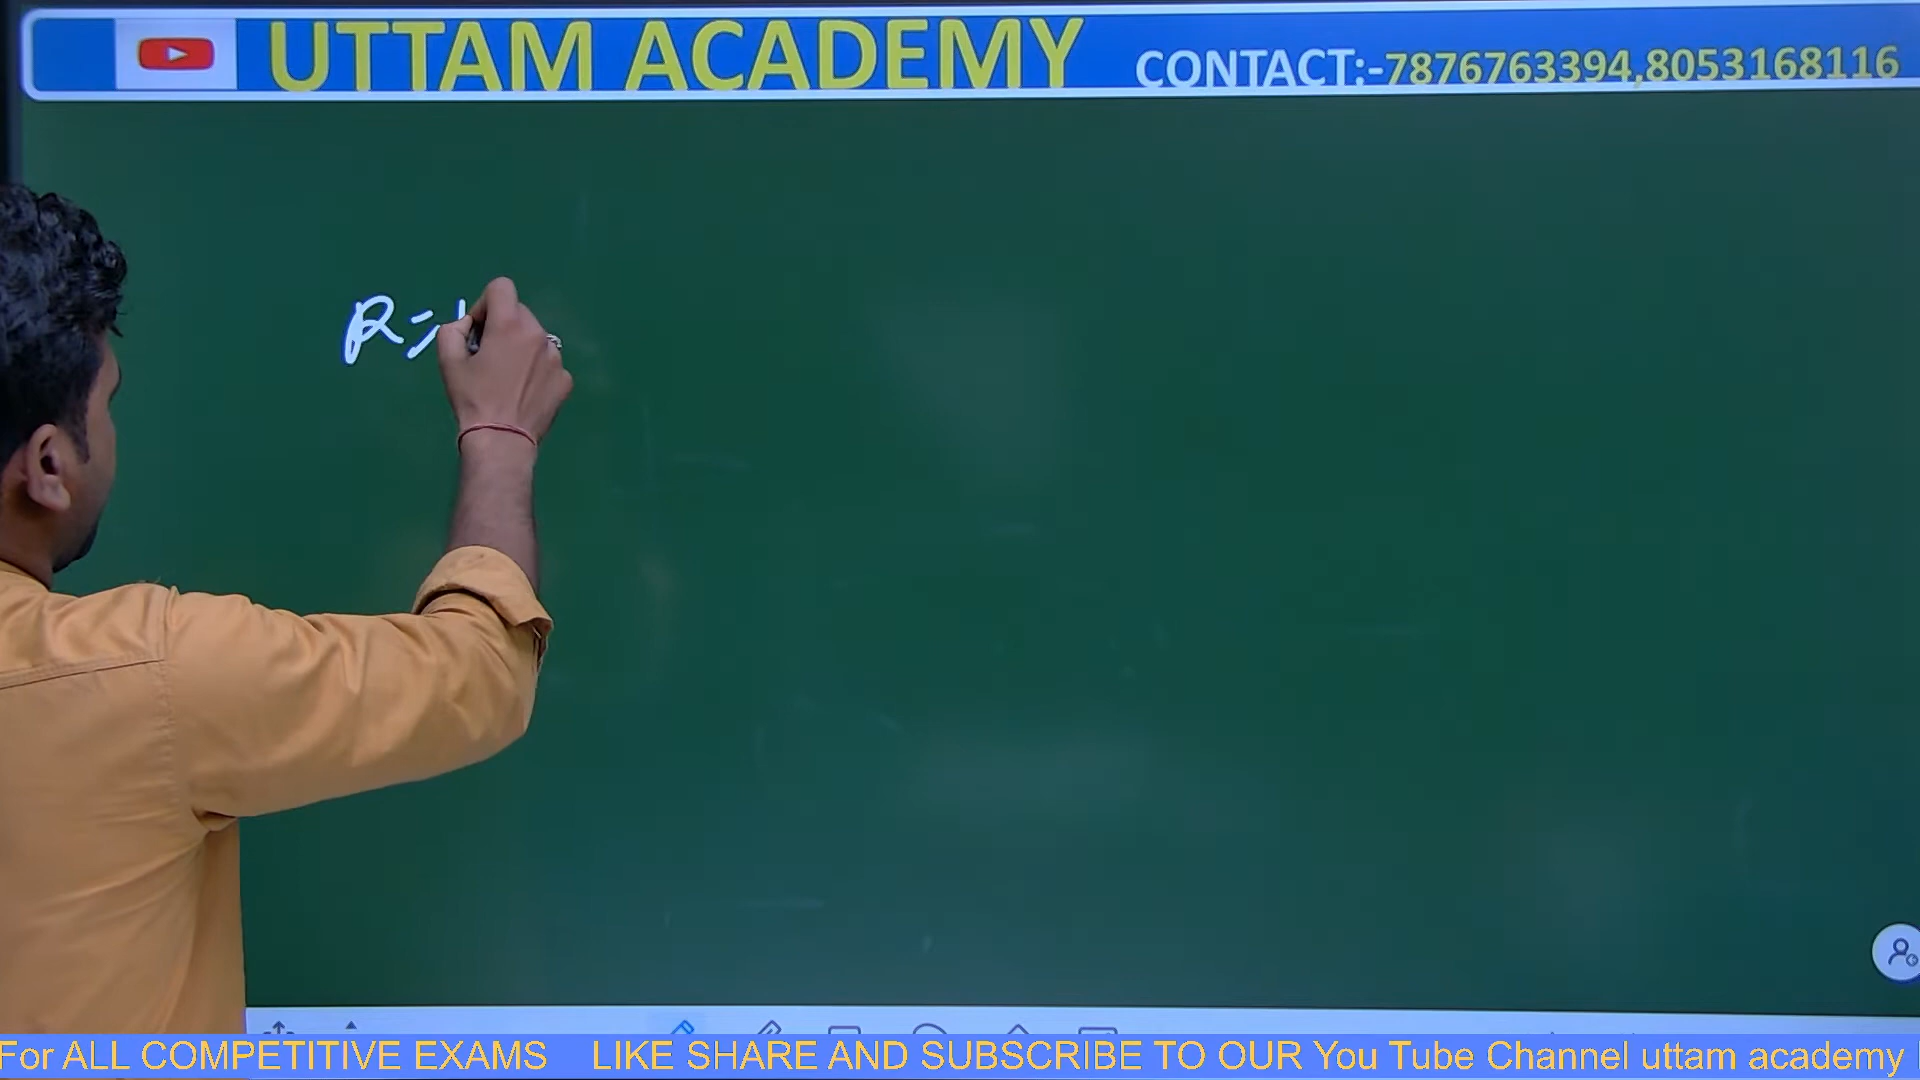 UTTAM ACADEMY CONTACT:-7876763394,8053168116
R=
For ALL COMPETITIVE EXAMS LIKE SHARE AND SUBSCRIBE TO OUR You Tube Channel uttam academy